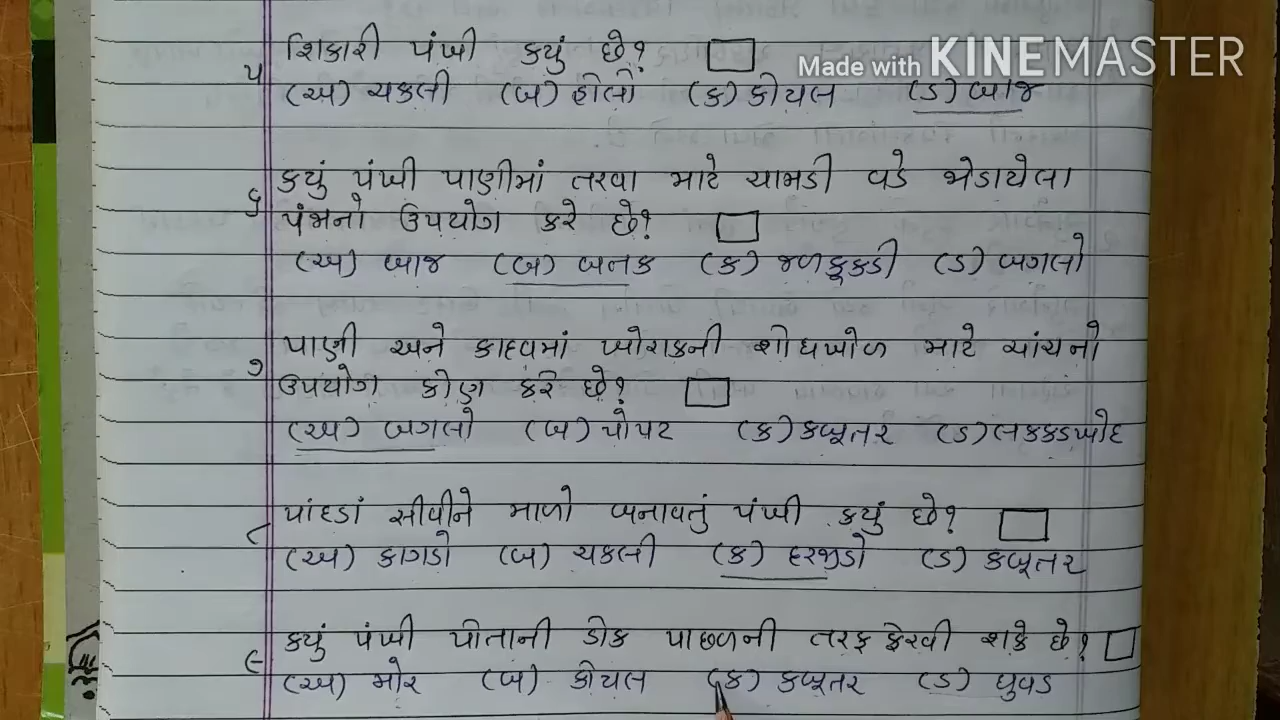 Made with KINEMASTER
૫ શિકારી પંખી કયું છે?
(અ) ચકલી (બ) હોલો (ક) કોયલ (ડ) બાજ
૬ કયું પંખી પાણીમાં તરવા માટે ચામડી વડે જોડાયેલા
પંજાનો ઉપયોગ કરે છે?
(અ) બાજ (બ) બતક (ક) જળકૂકડી (ડ) બગલો
૭ પાણી અને કાદવમાં ખોરાકની શોધખોળ માટે ચાંચનો
ઉપયોગ કોણ કરે છે?
(અ) બગલો (બ) પોપટ (ક) કબૂતર (ડ) લક્કડખોદ
૮ પાંદડાં સીવીને માળો બનાવતું પંખી કયું છે?
(અ) કાગડો (બ) ચકલી (ક) દરજીડો (ડ) કબૂતર
૯ કયું પંખી પોતાની ડોક પાછળની તરફ ફેરવી શકે છે?
(અ) મોર (બ) કોયલ (ક) કબૂતર (ડ) ઘુવડ